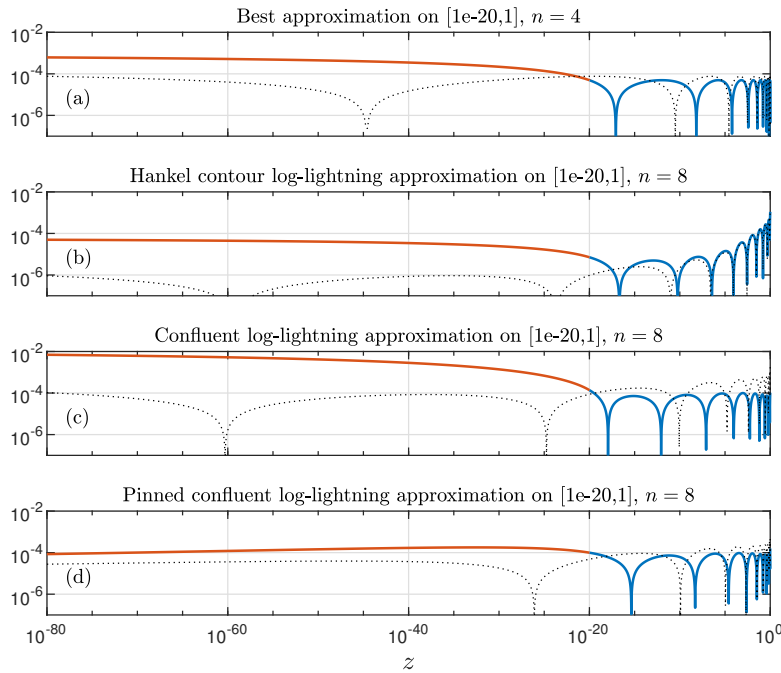 Best approximation on [1e-20,1], n = 4
10^-2
10^-4
10^-6
(a)
Hankel contour log-lightning approximation on [1e-20,1], n = 8
10^-2
10^-4
10^-6
(b)
Confluent log-lightning approximation on [1e-20,1], n = 8
10^-2
10^-4
10^-6
(c)
Pinned confluent log-lightning approximation on [1e-20,1], n = 8
10^-2
10^-4
10^-6
(d)
10^-80 10^-60 10^-40 10^-20 10^0
z